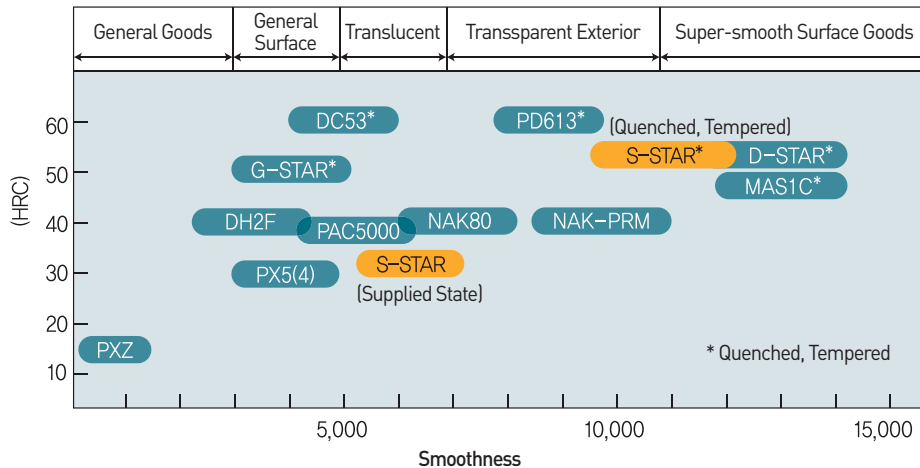 General Goods
General
Surface
Translucent
Transsparent Exterior
Super-smooth Surface Goods
60
50
40
30
20
10
(HRC)
DC53*
PD613*
(Quenched, Tempered)
S-STAR*
D-STAR*
G-STAR*
MAS1C*
DH2F
PAC5000
NAK80
NAK-PRM
S-STAR
PX5(4)
(Supplied State)
PXZ
* Quenched, Tempered
5,000
10,000
15,000
Smoothness